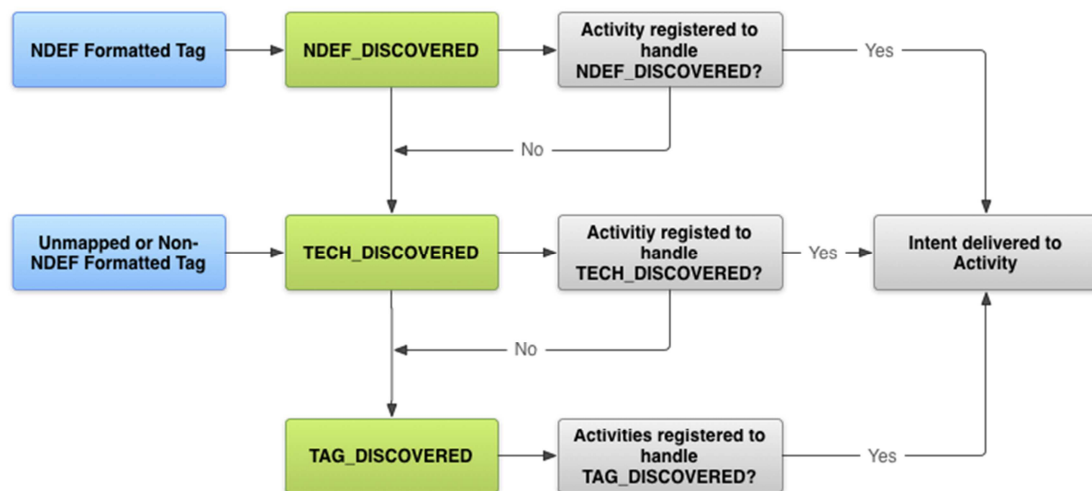 NDEF Formatted Tag
NDEF_DISCOVERED
Activity registered to
handle
NDEF_DISCOVERED?
Yes
No
Unmapped or Non-
NDEF Formatted Tag
TECH_DISCOVERED
Activitiy registed to
handle
TECH_DISCOVERED?
Yes
Intent delivered to
Activity
No
TAG_DISCOVERED
Activities registered to
handle
TAG_DISCOVERED?
Yes